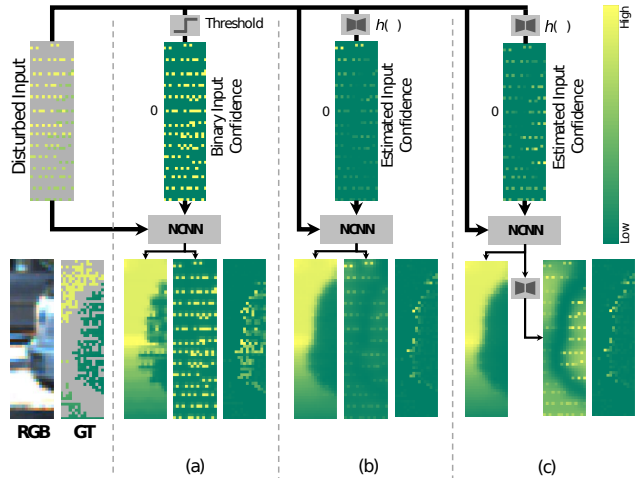 Threshold
h( )
h( )
High
Disturbed Input
0
Binary Input
Confidence
0
Estimated Input
Confidence
0
Estimated Input
Confidence
Low
NCNN
NCNN
NCNN
RGB
GT
(a)
(b)
(c)